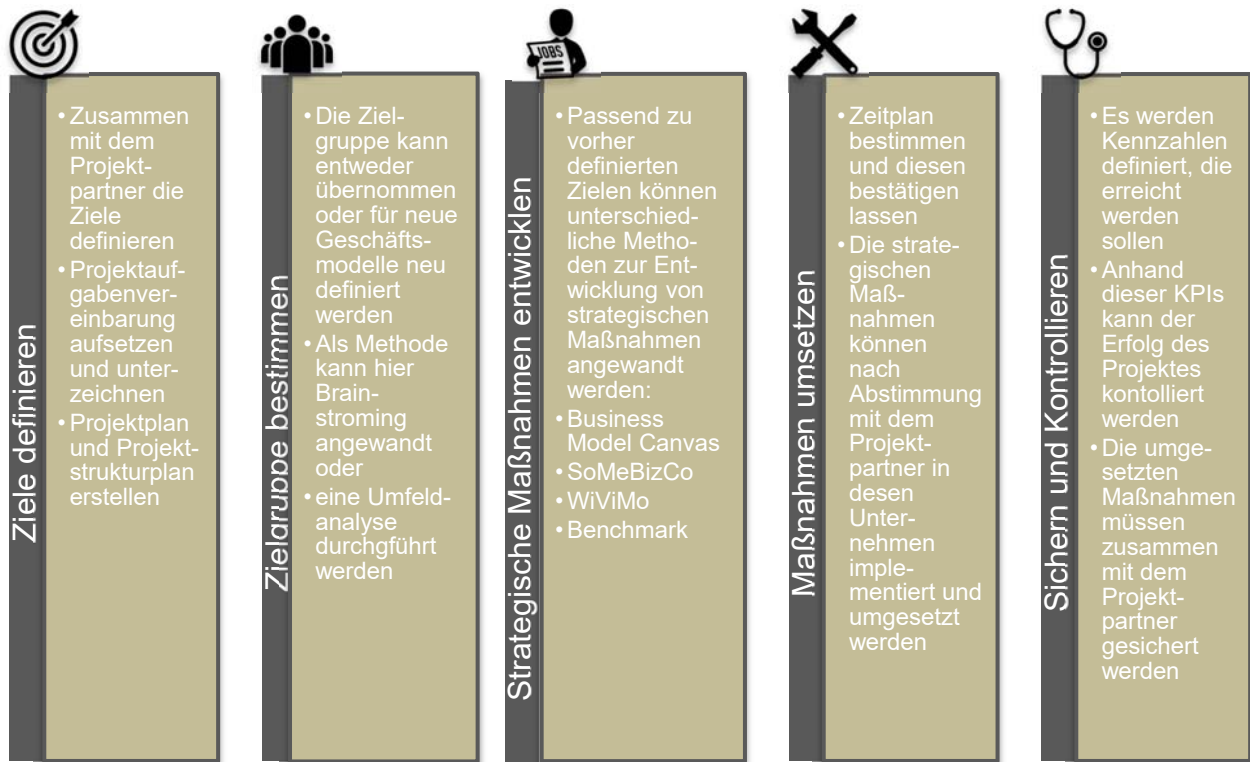 Ziele definieren
• Zusammen
mit dem
Projekt-
partner die
Ziele
definieren
• Projektauf-
gabenver-
einbarung
aufsetzen
und unter-
zeichnen
• Projektplan
und Projekt-
strukturplan
erstellen
Zieldruppe bestimmen
• Die Ziel-
gruppe kann
entweder
übernommen
oder für neue
Geschäfts-
modelle neu
definiert
werden
• Als Methode
kann hier
Brain-
stroming
angewandt
oder
• eine Umfeld-
analyse
durchgführt
werden
JOBS
Strategische Maßnahmen entwicklen
• Passend zu
vorher
definierten
Zielen können
unterschied-
liche Metho-
den zur Ent-
wicklung von
strategischen
Maßnahmen
angewandt
werden:
• Business
Model Canvas
• SoMeBizCo
• WiViMo
• Benchmark
Maßnahmen umsetzen
• Zeitplan
bestimmen
und diesen
bestätigen
lassen
• Die strate-
gischen
Maß-
nahmen
können
nach
Abstimmung
mit dem
Projekt-
partner in
desen
Unter-
nehmen
imple-
mentiert und
umgesetzt
werden
Sichern und Kontrollieren
• Es werden
Kennzahlen
definiert, die
erreicht
werden
sollen
• Anhand
dieser KPIs
kann der
Erfolg des
Projektes
kontolliert
werden
• Die umge-
setzten
Maßnahmen
müssen
zusammen
mit dem
Projekt-
partner
gesichert
werden